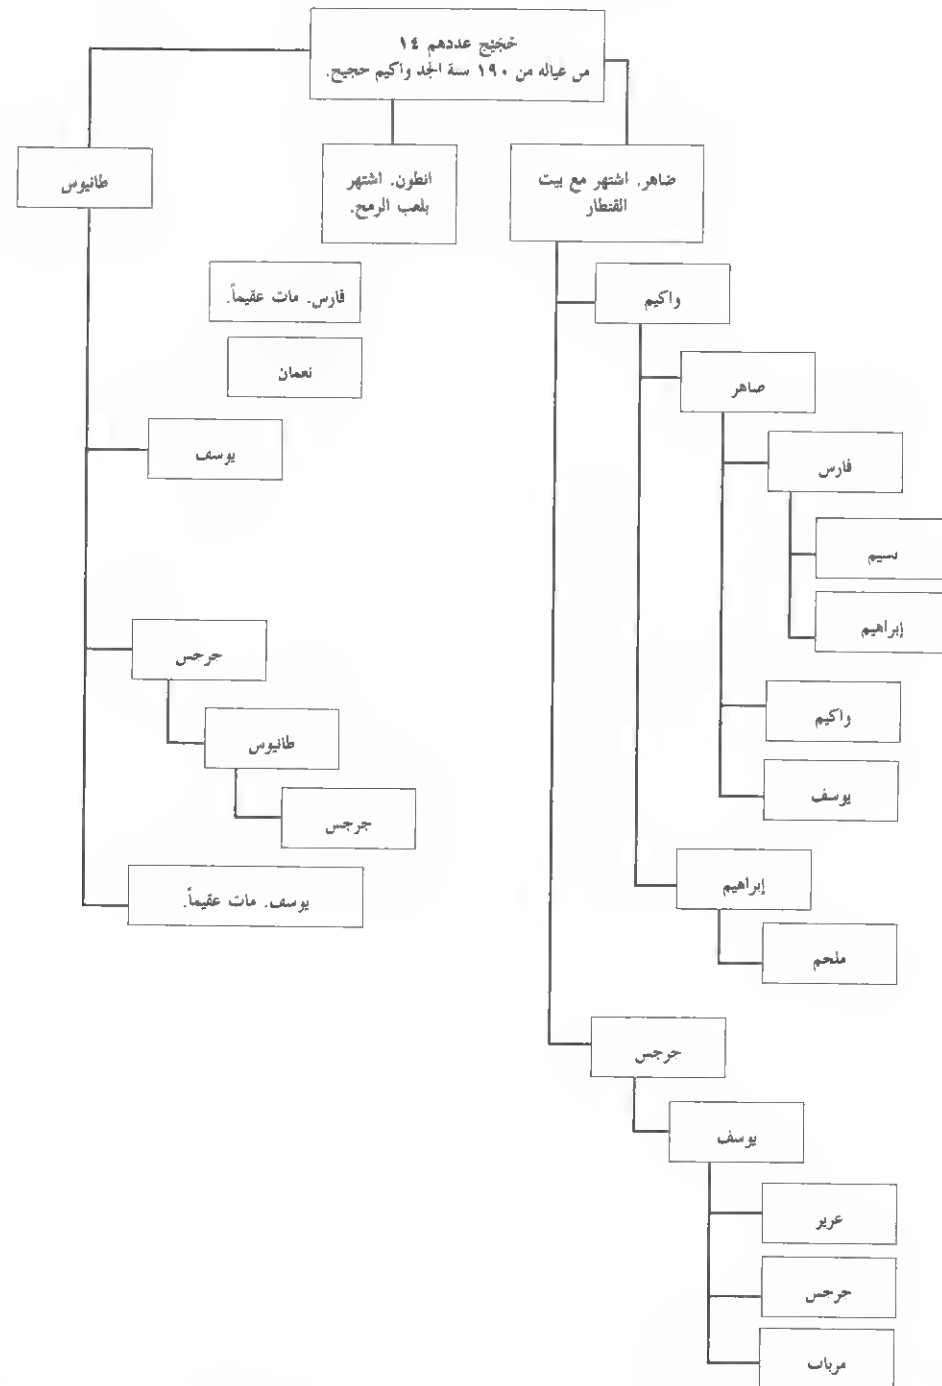 حَجَيْج عددهم ١٤
من عياله من ١٩٠ سنة الجد واكيم حجيج.
ضاهر. اشتهر مع بيت
القنطار
انطون. اشتهر
بلعب الرمح.
طانيوس
واكيم
ضاهر
فارس
نسيم
إبراهيم
واكيم
يوسف
إبراهيم
ملحم
جرجس
يوسف
عزيز
جرجس
فارس. مات عقيماً.
نعمان
يوسف
جرجس
طانيوس
جرجس
يوسف. مات عقيماً.